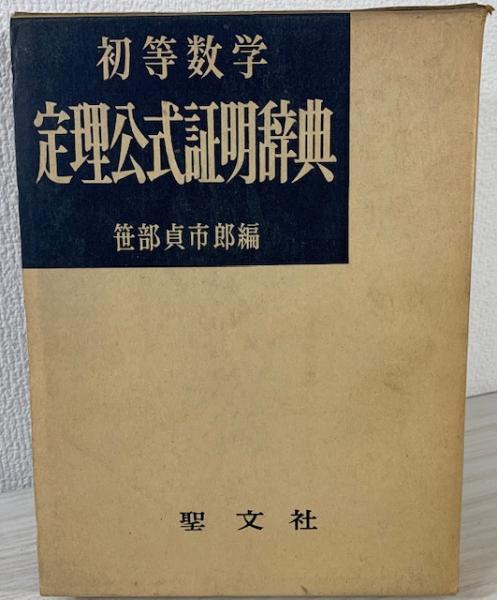 初等数学
定理公式証明辞典
笹部貞市郎編
聖文社